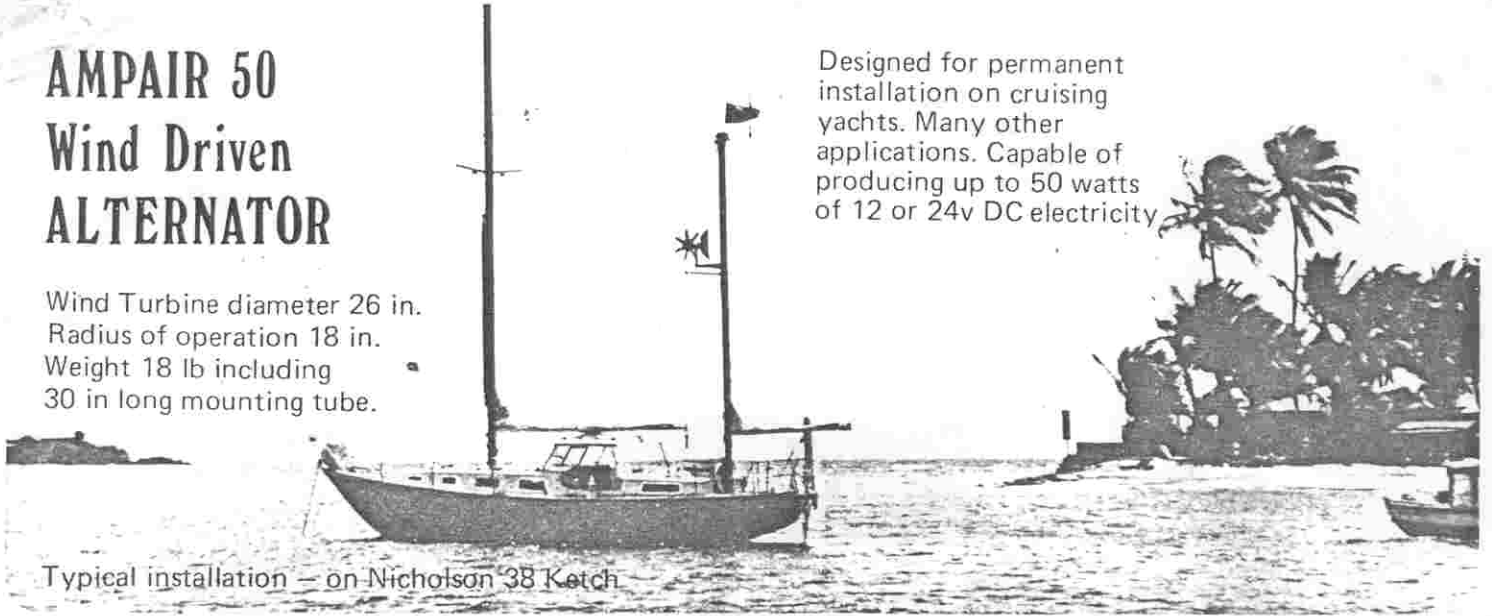 AMPAIR 50
Wind Driven
ALTERNATOR
Wind Turbine diameter 26 in.
Radius of operation 18 in.
Weight 18 lb including
30 in long mounting tube.
Designed for permanent
installation on cruising
yachts. Many other
applications. Capable of
producing up to 50 watts
of 12 or 24v DC electricity
Typical installation – on Nicholson 38 Ketch